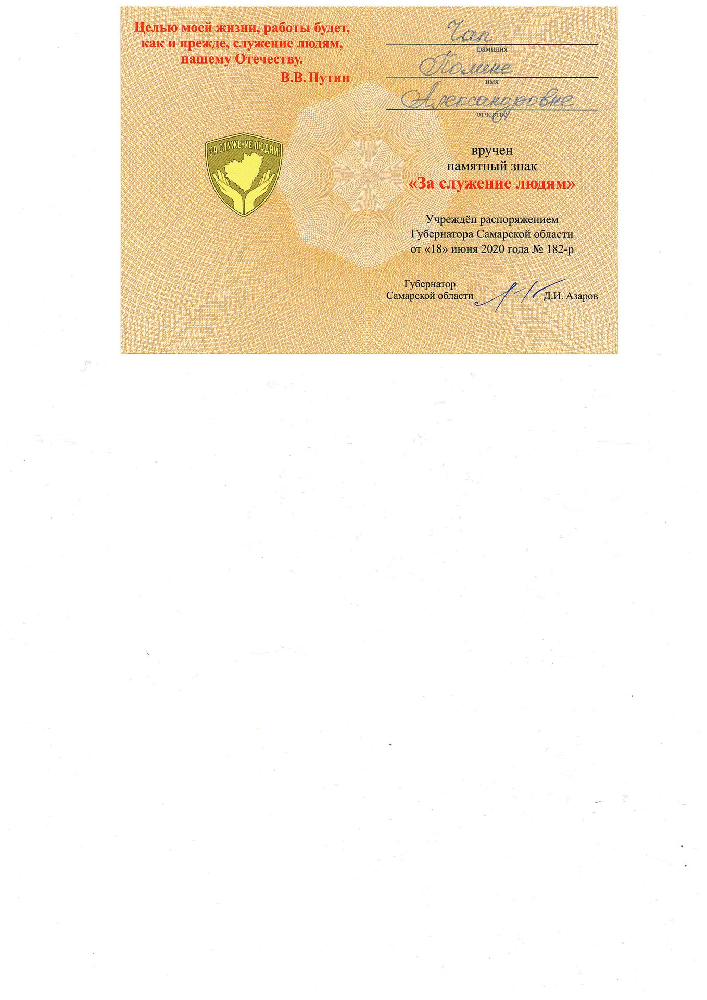 Целью моей жизни, работы будет,
как и прежде, служение людям,
нашему Отечеству.
В.В. Путин
ЗА СЛУЖЕНИЕ ЛЮДЯМ
Чап
фамилия
Полине
имя
Александровне
отчество
вручен
памятный знак
«За служение людям»
Учреждён распоряжением
Губернатора Самарской области
от «18» июня 2020 года № 182-р
Губернатор
Самарской области
Д.И. Азаров